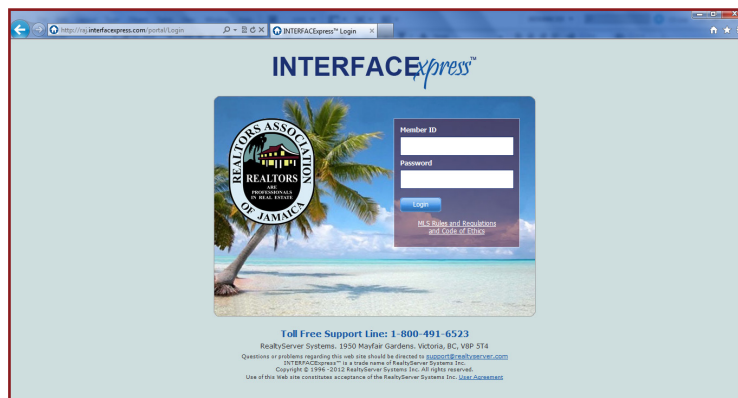 http://raj.interfacexpress.com/portal/Login
INTERFACExpress™ Login
INTERFACExpress™
REALTORS ASSOCIATION
OF JAMAICA
REALTORS
ARE
PROFESSIONALS
IN REAL ESTATE
Member ID
Password
Login
MLS Rules and Regulations
and Code of Ethics
Toll Free Support Line: 1-800-491-6523
RealtyServer Systems. 1950 Mayfair Gardens. Victoria, BC, V8P 5T4
Questions or problems regarding this web site should be directed to support@realtyserver.com
INTERFACExpress™ is a trade name of RealtyServer Systems Inc.
Copyright © 1996 -2012 RealtyServer Systems Inc. All rights reserved.
Use of this Web site constitutes acceptance of the RealtyServer Systems Inc. User Agreement